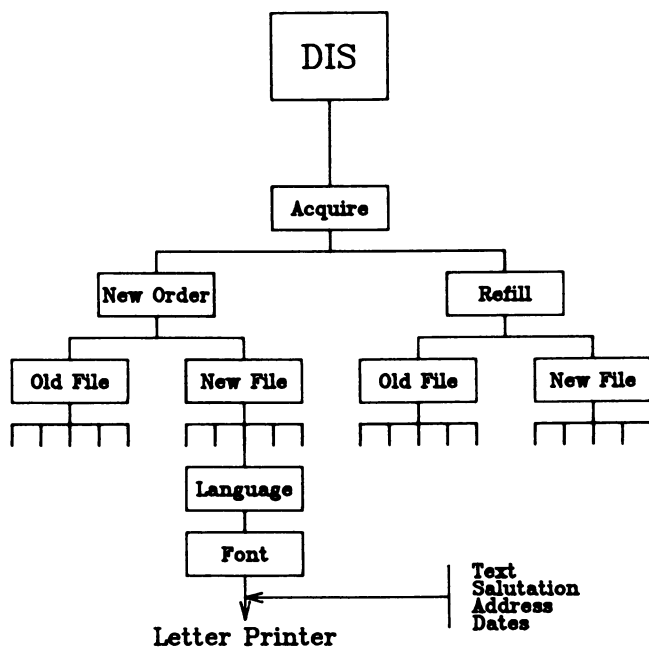 DIS
Acquire
New Order
Refill
Old File
New File
Old File
New File
Language
Font
Text
Salutation
Address
Dates
Letter Printer